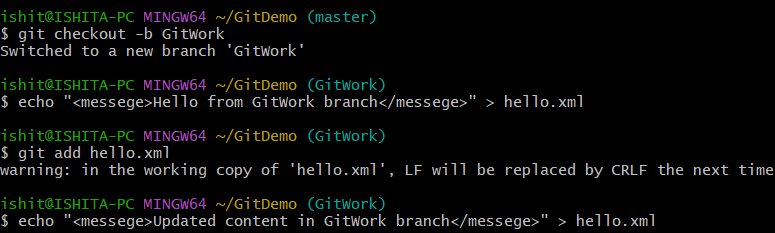 ishit@ISHITA-PC MINGW64 ~/GitDemo (master)
$ git checkout -b GitWork
Switched to a new branch 'GitWork'
ishit@ISHITA-PC MINGW64 ~/GitDemo (GitWork)
$ echo "<messege>Hello from GitWork branch</messege>" > hello.xml
ishit@ISHITA-PC MINGW64 ~/GitDemo (GitWork)
$ git add hello.xml
warning: in the working copy of 'hello.xml', LF will be replaced by CRLF the next time
ishit@ISHITA-PC MINGW64 ~/GitDemo (GitWork)
$ echo "<messege>Updated content in GitWork branch</messege>" > hello.xml